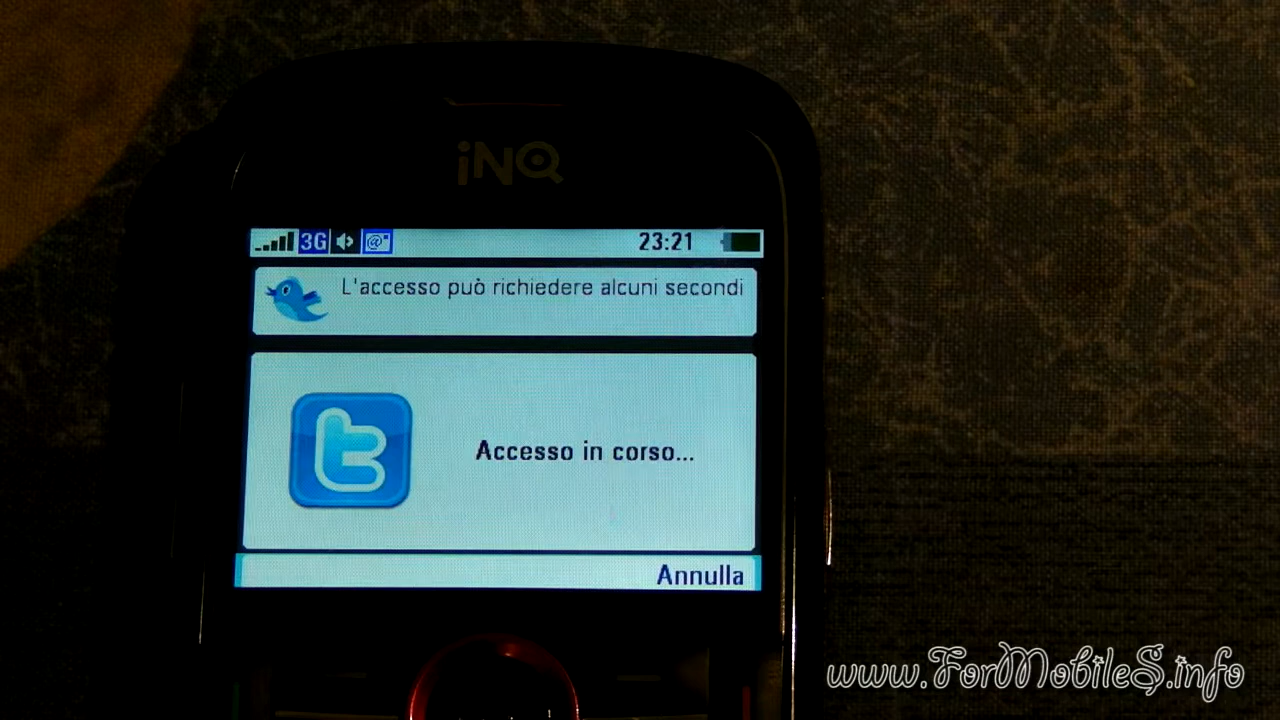 iNQ
3G @ 23:21
L'accesso può richiedere alcuni secondi
Accesso in corso...
Annulla
www.ForMobileS.info